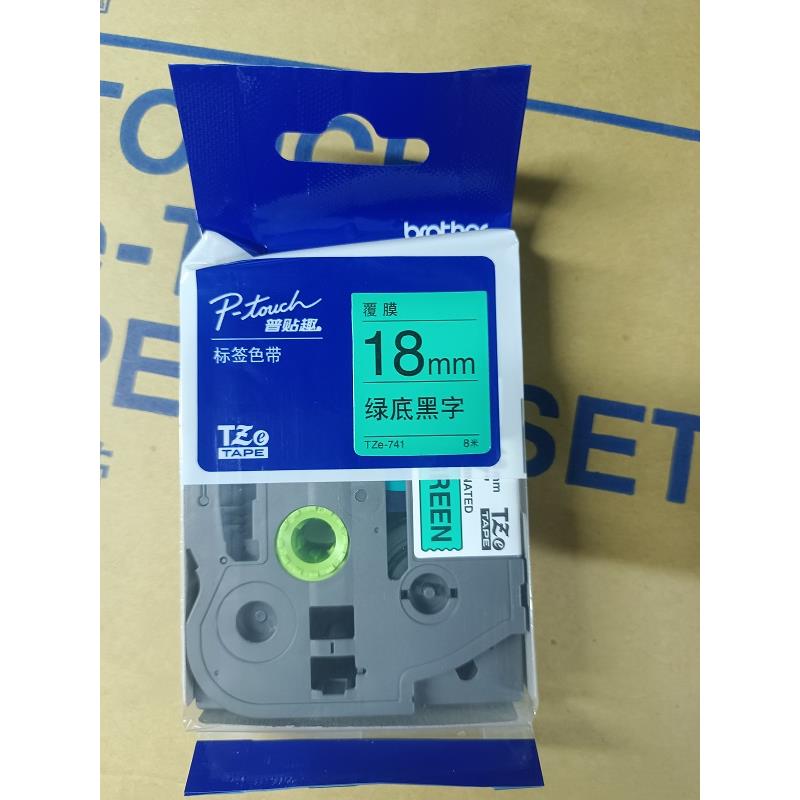 brother
P-touch
普贴趣
标签色带
TZe
TAPE
覆膜
18mm
绿底黑字
TZe-741
8米
mm
TZe
TAPE
NATED
REEN
SET